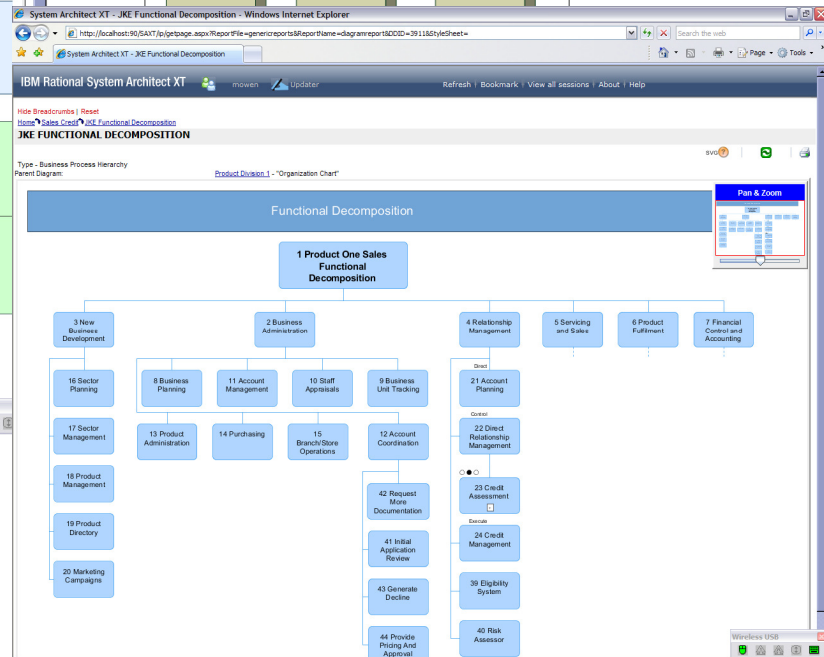 System Architect XT - JKE Functional Decomposition - Windows Internet Explorer
http://localhost:90/SAXT/ip/getpage.aspx?ReportFile=genericreports&ReportName=diagramreport&DDID=3911&StyleSheet=
Search the web
System Architect XT - JKE Functional Decomposition
Page
Tools
IBM Rational System Architect XT
mowen
Updater
Refresh | Bookmark | View all sessions | About | Help
Hide Breadcrumbs | Reset
Home Sales Credit JKE Functional Decomposition
JKE FUNCTIONAL DECOMPOSITION
SVG
Type - Business Process Hierarchy
Parent Diagram:
Product Division 1 - "Organization Chart"
Pan & Zoom
Functional Decomposition
1 Product One Sales
Functional
Decomposition
3 New
Business
Development
2 Business
Administration
4 Relationship
Management
5 Servicing
and Sales
6 Product
Fulfilment
7 Financial
Control and
Accounting
Direct
16 Sector
Planning
8 Business
Planning
11 Account
Management
10 Staff
Appraisals
9 Business
Unit Tracking
21 Account
Planning
Control
17 Sector
Management
13 Product
Administration
14 Purchasing
15
Branch/Store
Operations
12 Account
Coordination
22 Direct
Relationship
Management
18 Product
Management
42 Request
More
Documentation
23 Credit
Assessment
Execute
19 Product
Directory
41 Initial
Application
Review
24 Credit
Management
20 Marketing
Campaigns
43 Generate
Decline
39 Eligibility
System
44 Provide
Pricing And
Approval
40 Risk
Assessor
Wireless USB